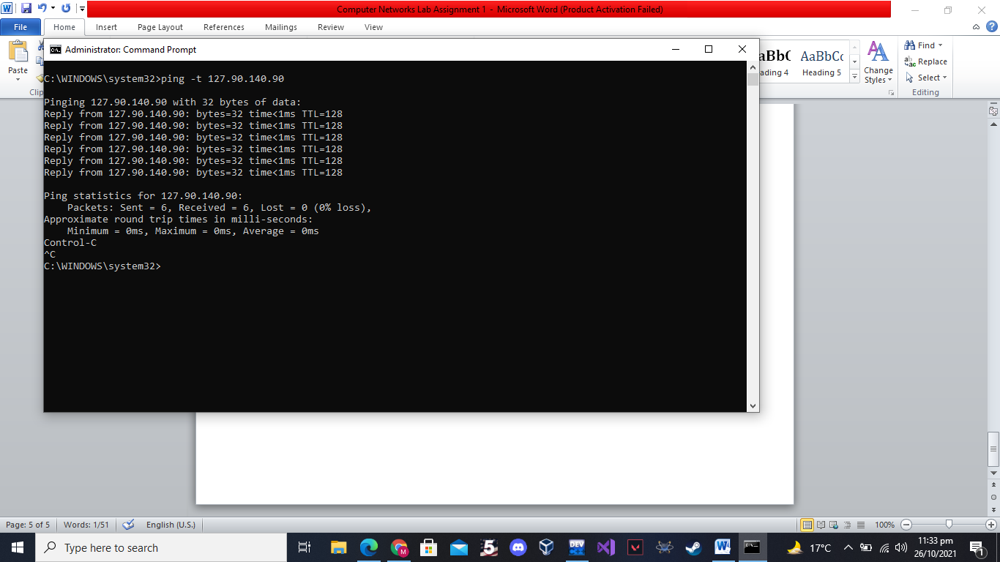 Computer Networks Lab Assignment 1 - Microsoft Word (Product Activation Failed)
File Home Insert Page Layout References Mailings Review View
Paste
Administrator: Command Prompt
C:\WINDOWS\system32>ping -t 127.90.140.90
Pinging 127.90.140.90 with 32 bytes of data:
Reply from 127.90.140.90: bytes=32 time<1ms TTL=128
Reply from 127.90.140.90: bytes=32 time<1ms TTL=128
Reply from 127.90.140.90: bytes=32 time<1ms TTL=128
Reply from 127.90.140.90: bytes=32 time<1ms TTL=128
Reply from 127.90.140.90: bytes=32 time<1ms TTL=128
Reply from 127.90.140.90: bytes=32 time<1ms TTL=128
Ping statistics for 127.90.140.90:
Packets: Sent = 6, Received = 6, Lost = 0 (0% loss),
Approximate round trip times in milli-seconds:
Minimum = 0ms, Maximum = 0ms, Average = 0ms
Control-C
^C
C:\WINDOWS\system32>
aBbC AaBbCc
ading 4 Heading 5
Change
Styles
Find
Replace
Select
Clip
Editing
Page: 5 of 5 Words: 1/51 English (U.S.) 100%
Type here to search
DEV
17°C
11:33 pm
26/10/2021
1